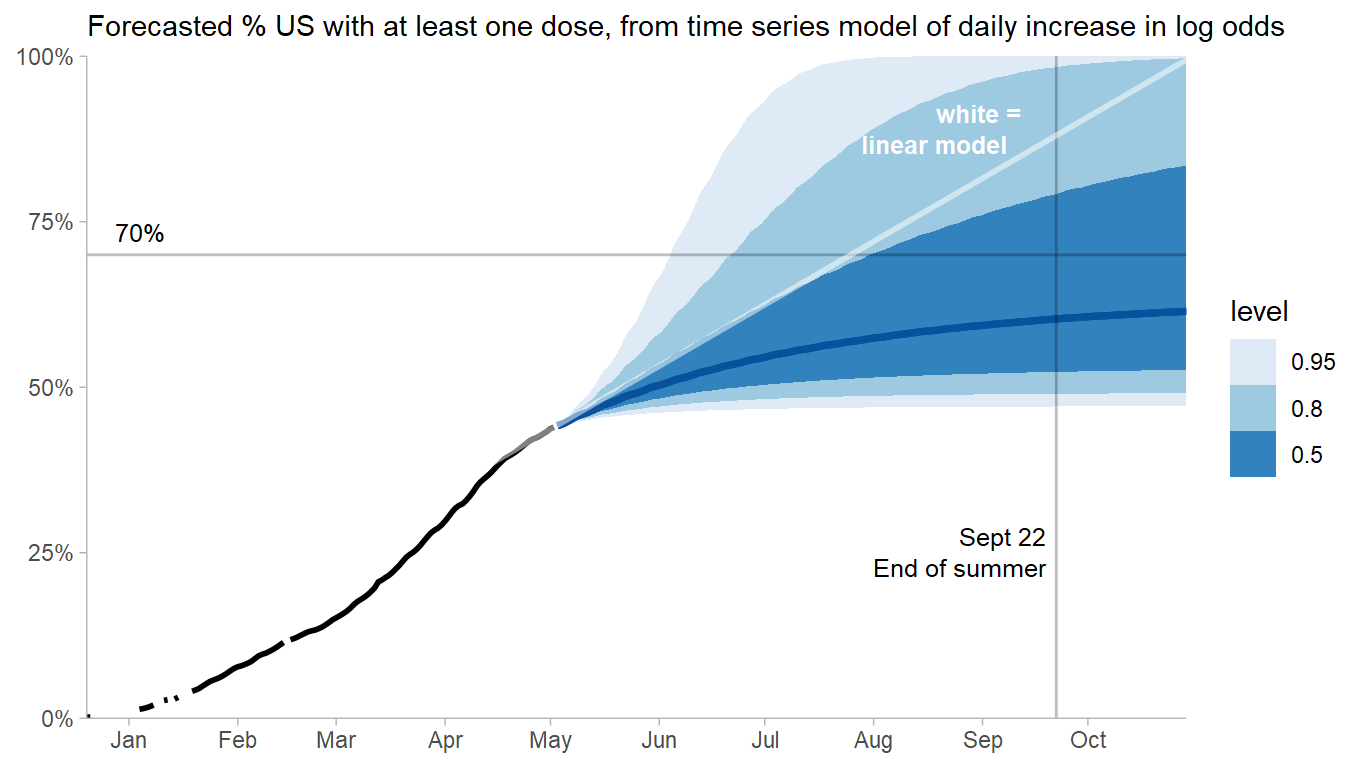 Forecasted % US with at least one dose, from time series model of daily increase in log odds
100%
75%
50%
25%
0%
70%
white =
linear model
Sept 22
End of summer
Jan Feb Mar Apr May Jun Jul Aug Sep Oct
level
0.95
0.8
0.5